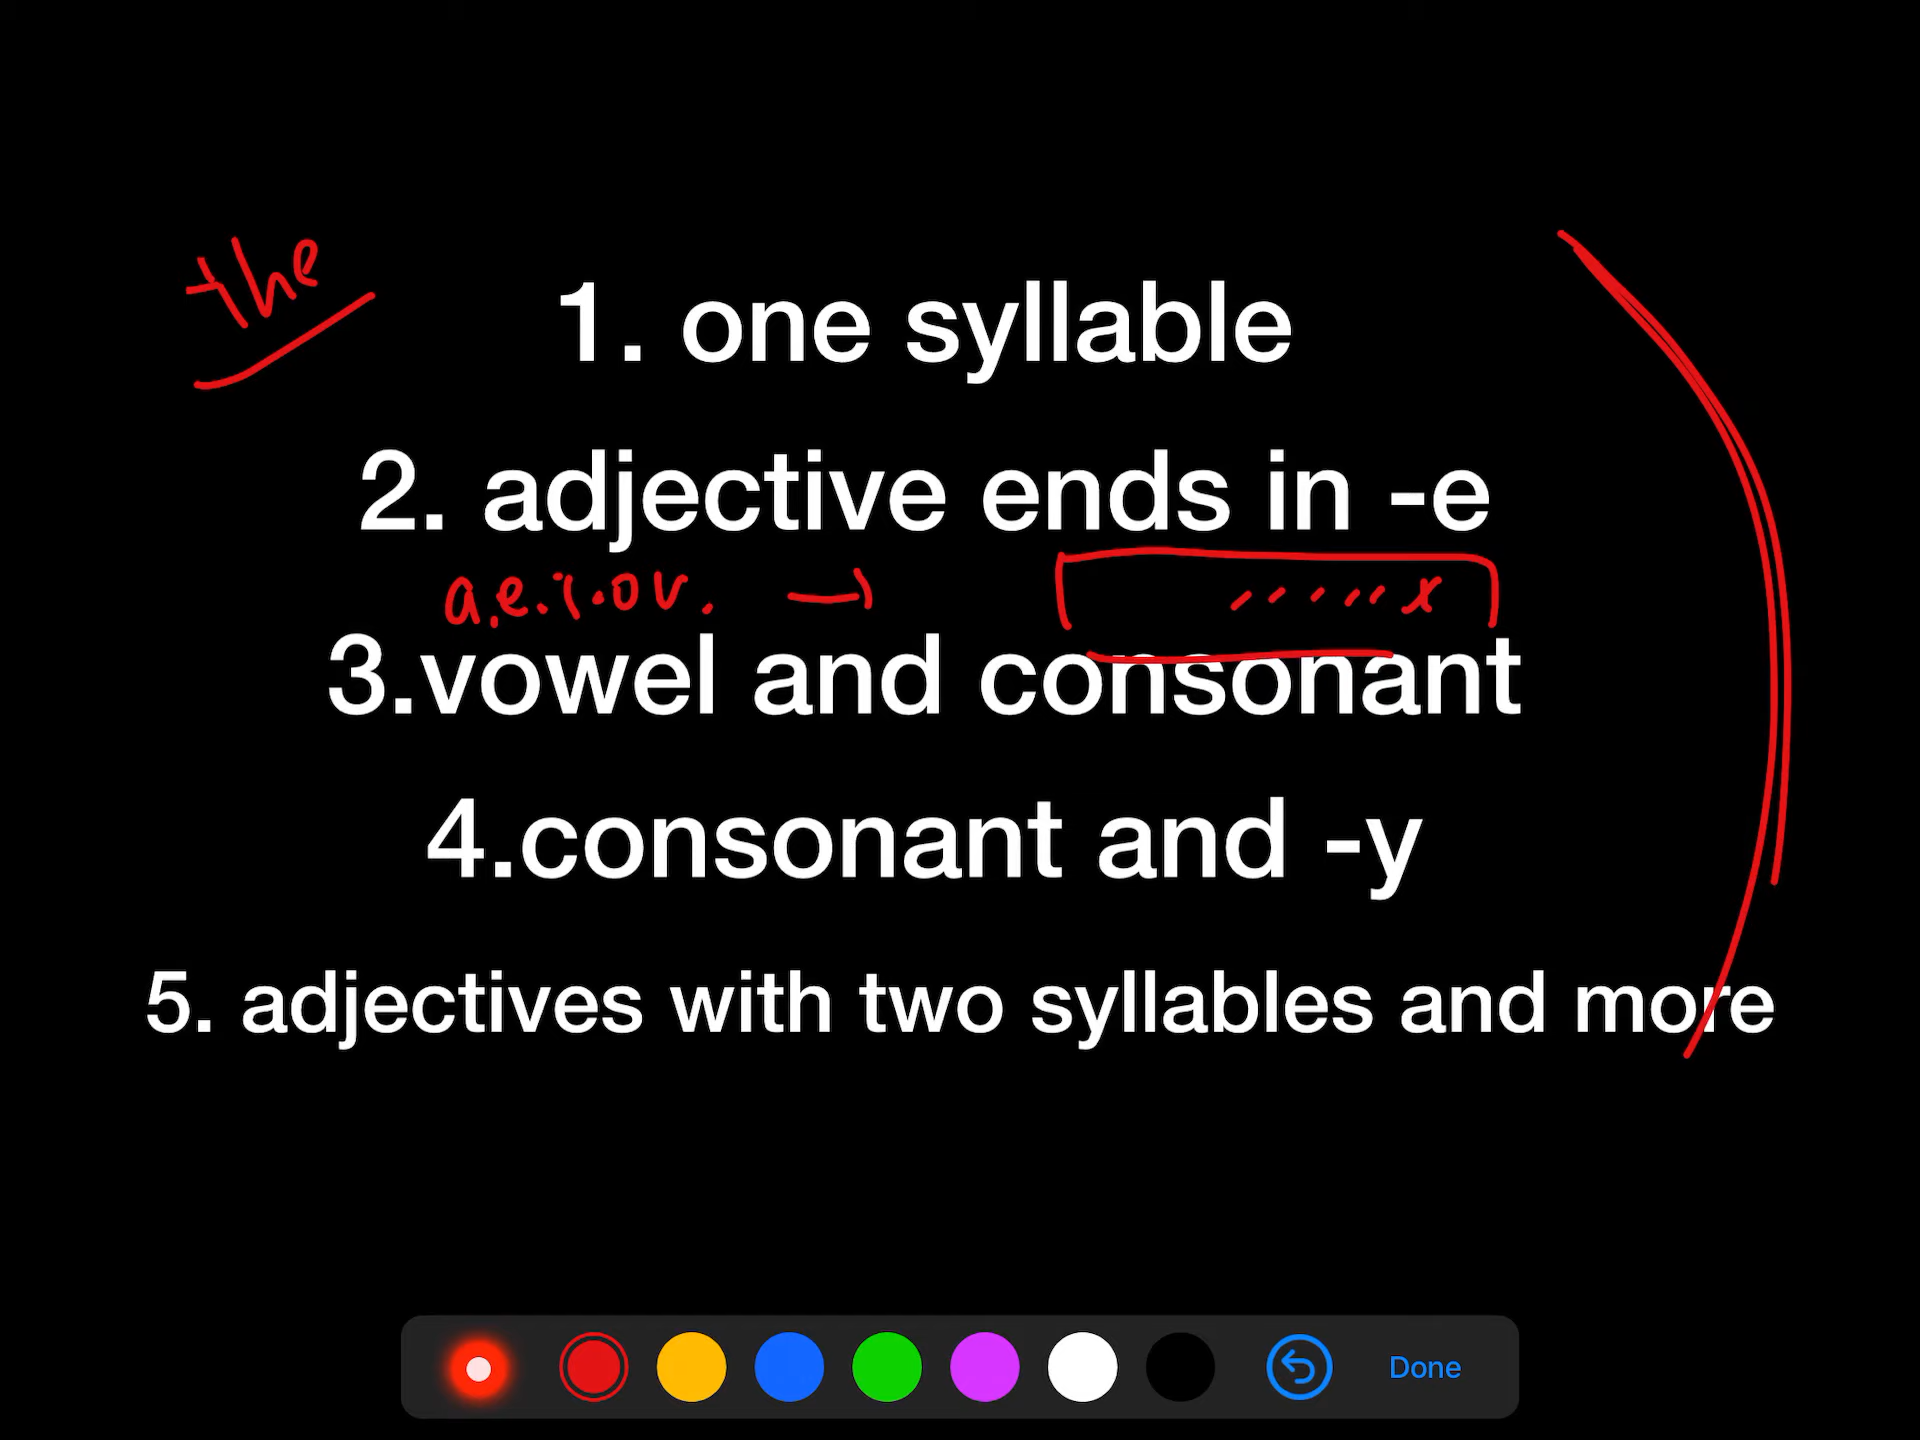 the
1. one syllable
2. adjective ends in -e
a.e.i.o u.
x
3.vowel and consonant
4.consonant and -y
5. adjectives with two syllables and more
Done